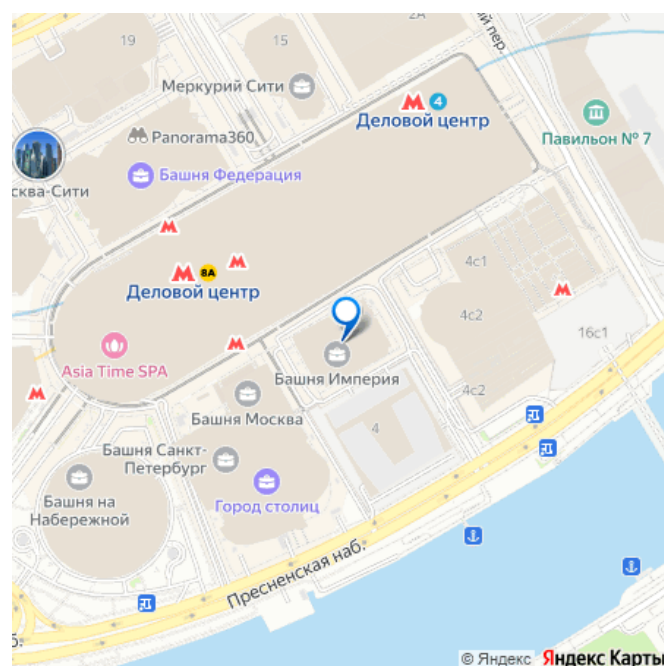 2А
19
15
Меркурий Сити
4
Деловой центр
Panorama360
Павильон № 7
сква-Сити
Башня Федерация
ный пер.
8А
Деловой центр
4с1
4с2
16с1
Asia Time SPA
Башня Империя
4с2
Башня Москва
4
Башня Санкт-
Петербург
Башня на
Набережной
Город столиц
Пресненская наб.
б.
© Яндекс Яндекс Карты